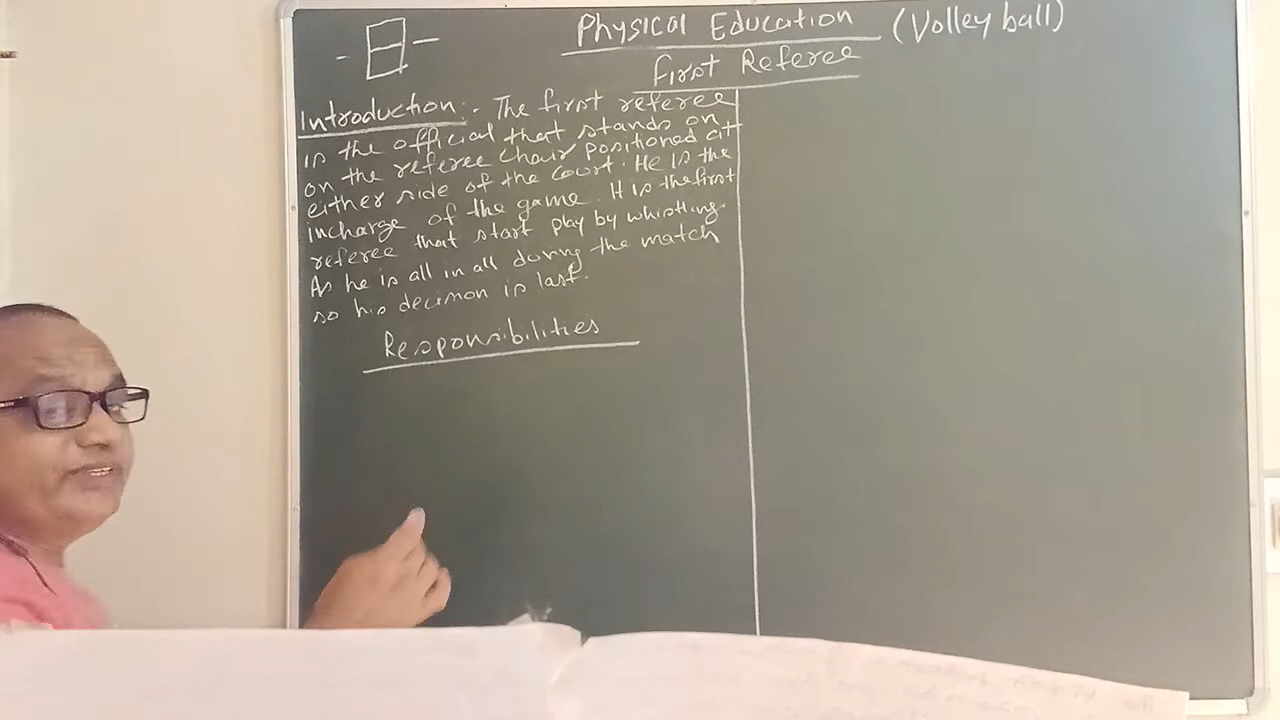 Physical Education (Volley ball)
First Referee
Introduction :- The first referee
is the official that stands on
on the referee chair positioned at
either side of the court. He is the
incharge of the game. It is the first
referee that start play by whistling.
As he is all in all during the match
so his decision is last.
Responsibilities